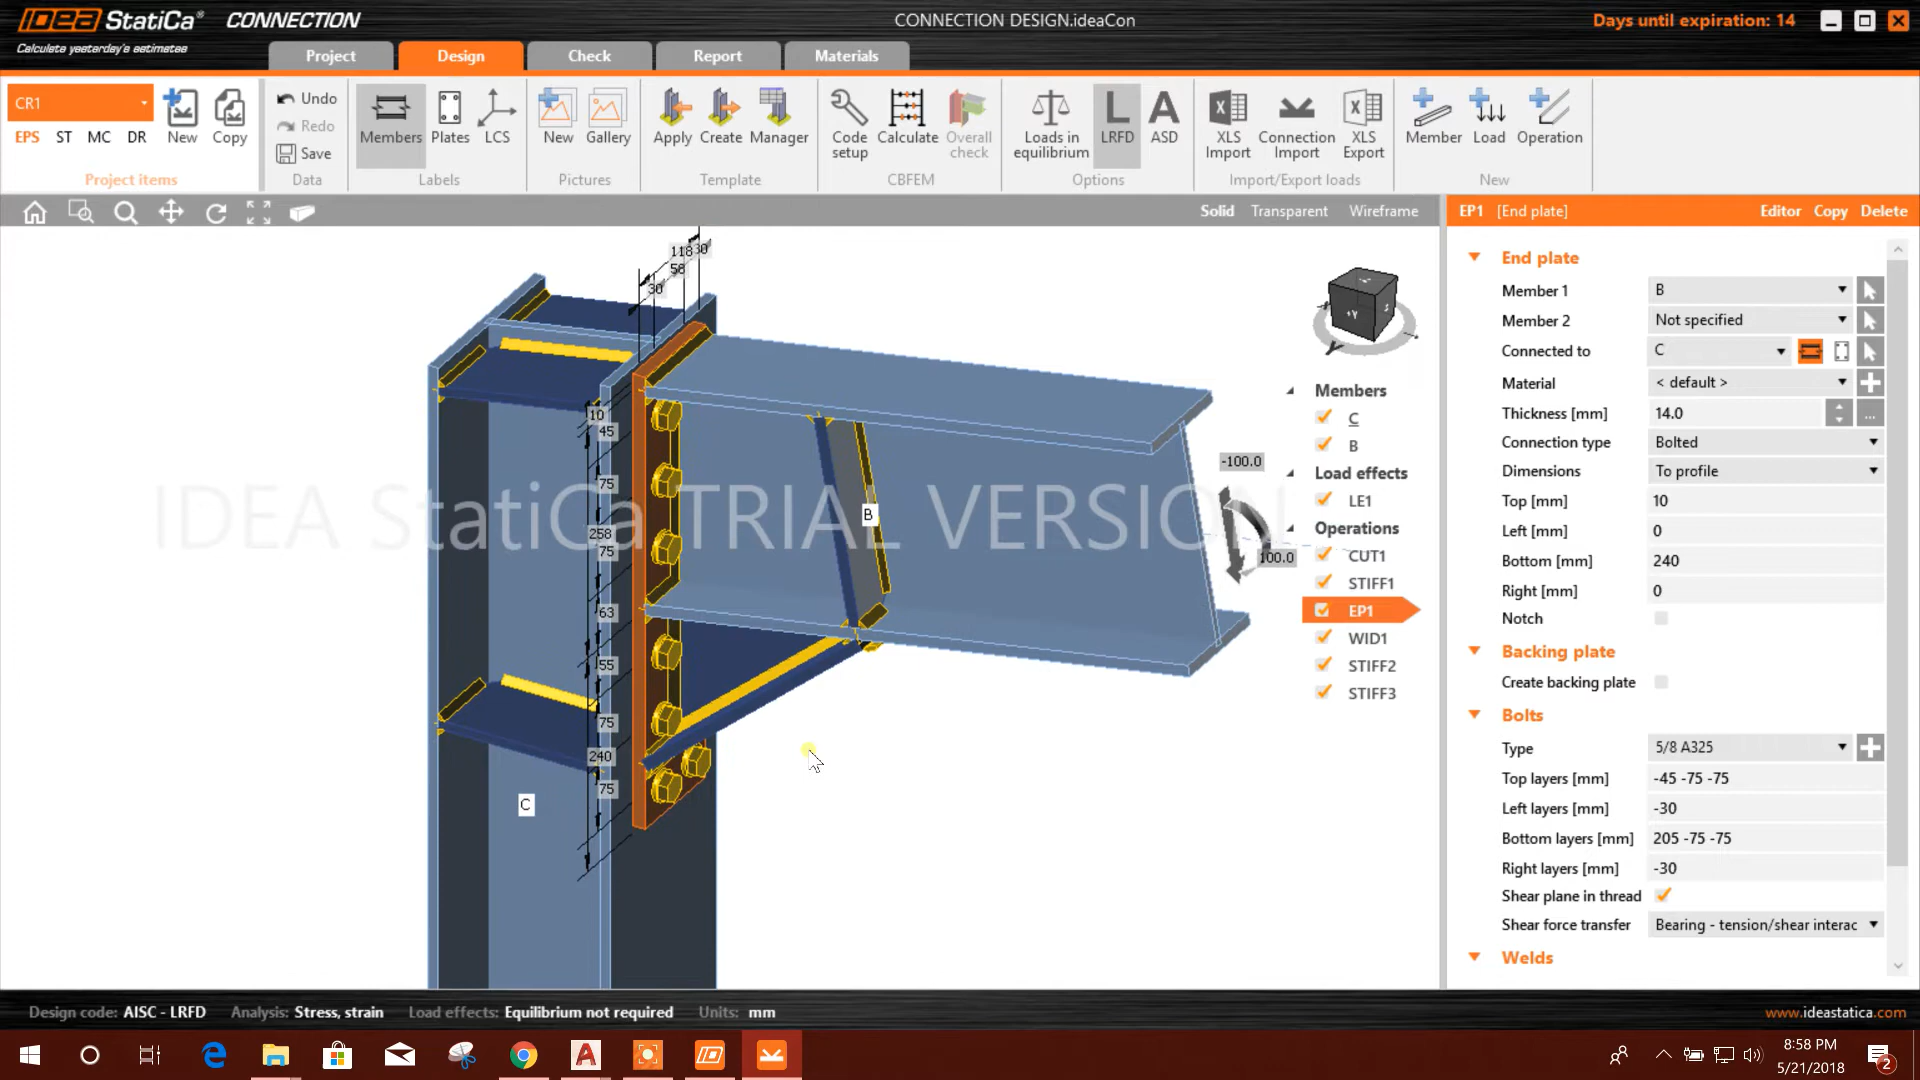 IDEA StatiCa® CONNECTION
CONNECTION DESIGN.ideaCon
Days until expiration: 14
Calculate yesterday's estimates
Project Design Check Report Materials
CR1
EPS ST MC DR
New Copy
Project items
Undo
Redo
Save
Data
Members Plates LCS
Labels
New Gallery
Pictures
Apply Create Manager
Template
Code setup Calculate Overall check
CBFEM
Loads in equilibrium LRFD ASD
Options
XLS Import Connection Import XLS Export
Import/Export loads
Member Load Operation
New
Solid Transparent Wireframe
EP1 [End plate] Editor Copy Delete
118 30
58
30
10
45
75
258
75
63
55
75
240
75
B
C
-100.0
100.0
+Y
IDEA StatiCa TRIAL VERSION
Members
C
B
Load effects
LE1
Operations
CUT1
STIFF1
EP1
WID1
STIFF2
STIFF3
End plate
Member 1 B
Member 2 Not specified
Connected to C
Material < default >
Thickness [mm] 14.0 ...
Connection type Bolted
Dimensions To profile
Top [mm] 10
Left [mm] 0
Bottom [mm] 240
Right [mm] 0
Notch
Backing plate
Create backing plate
Bolts
Type 5/8 A325
Top layers [mm] -45 -75 -75
Left layers [mm] -30
Bottom layers [mm] 205 -75 -75
Right layers [mm] -30
Shear plane in thread
Shear force transfer Bearing - tension/shear interac
Welds
Design code: AISC - LRFD Analysis: Stress, strain Load effects: Equilibrium not required Units: mm
www.ideastatica.com
8:58 PM
5/21/2018
2